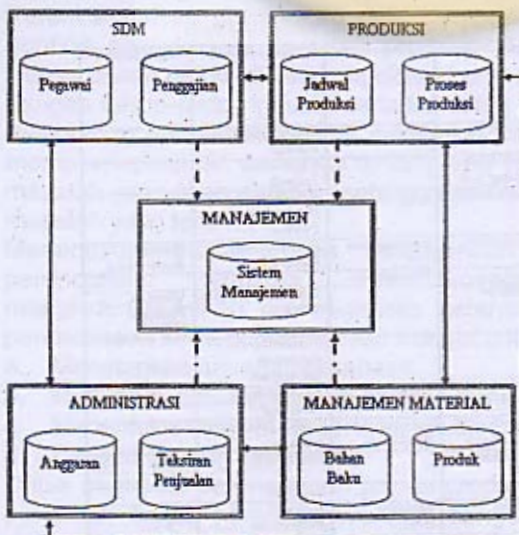 SDM
Pegawai
Penggajian
PRODUKSI
Jadwal
Produksi
Proses
Produksi
MANAJEMEN
Sistem
Manajemen
ADMINISTRASI
Anggaran
Taksiran
Penjualan
MANAJEMEN MATERIAL
Bahan
Baku
Produk